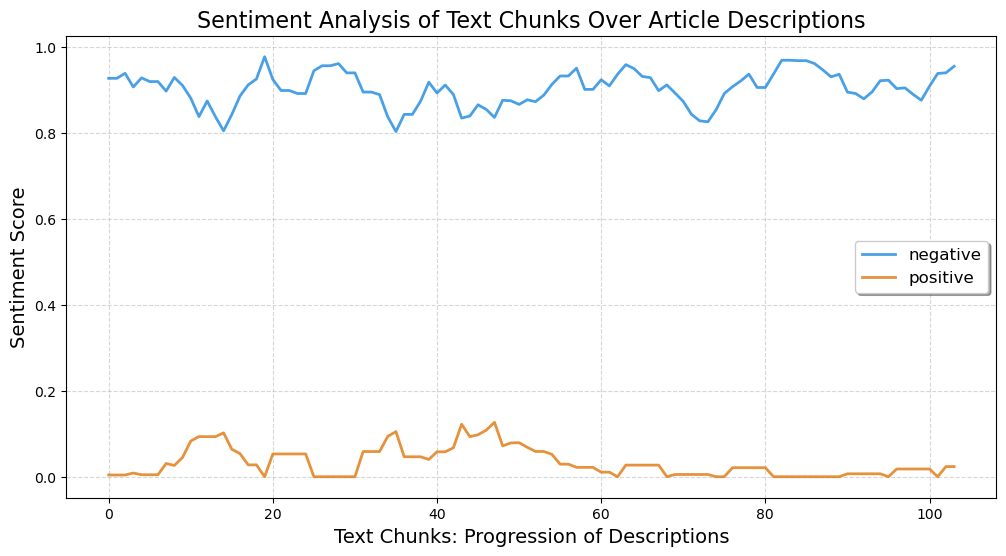 Sentiment Analysis of Text Chunks Over Article Descriptions
Sentiment Score
1.0
0.8
0.6
0.4
0.2
0.0
negative
positive
0 20 40 60 80 100
Text Chunks: Progression of Descriptions